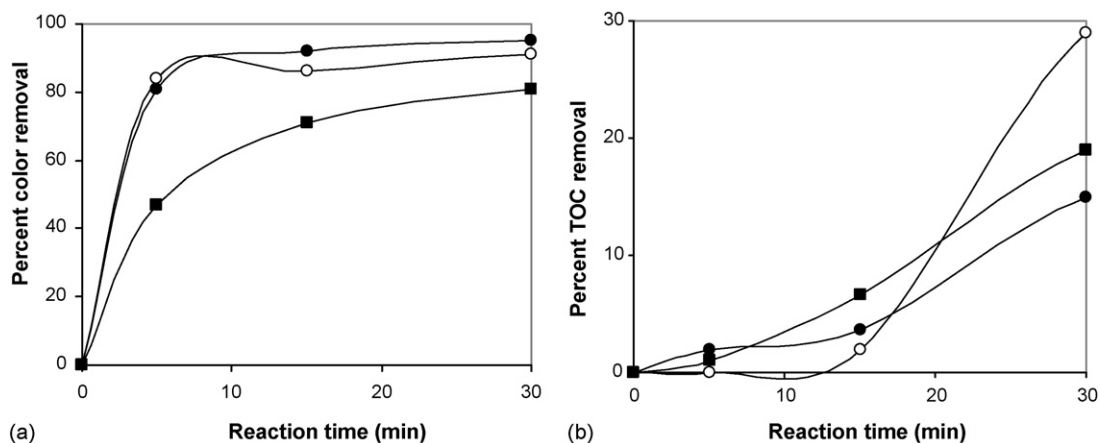 100
80
60
40
20
0
Percent color removal
0 10 20 30
(a) Reaction time (min)
30
20
10
0
Percent TOC removal
0 10 20 30
(b) Reaction time (min)